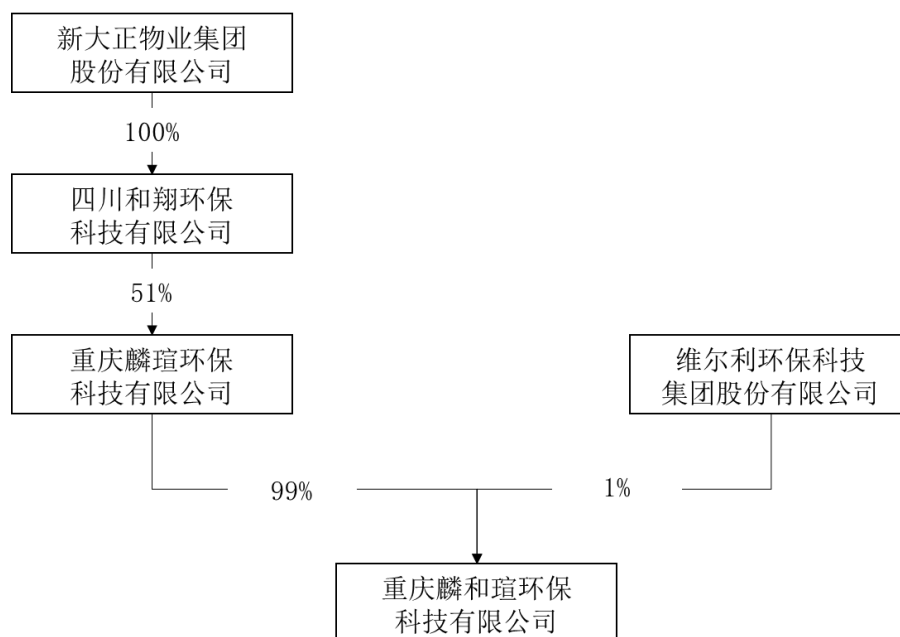 新大正物业集团
股份有限公司
100%
四川和翔环保
科技有限公司
51%
重庆麟瑄环保
科技有限公司
维尔利环保科技
集团股份有限公司
99%
1%
重庆麟和瑄环保
科技有限公司